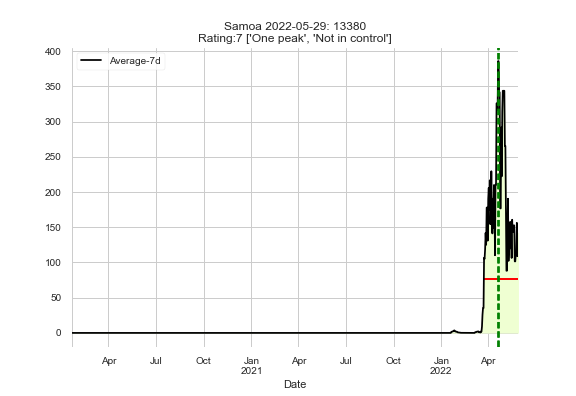 Samoa 2022-05-29: 13380
Rating:7 ['One peak', 'Not in control']
Average-7d
400
350
300
250
200
150
100
50
0
Apr Jul Oct Jan Apr Jul Oct Jan Apr
2021 2022
Date